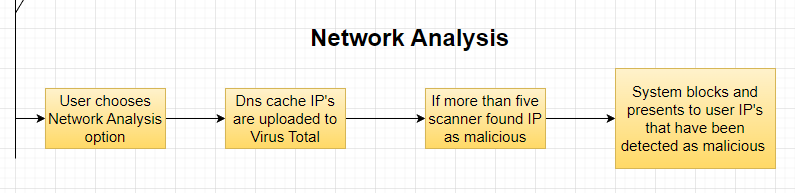 Network Analysis
User chooses
Network Analysis
option
Dns cache IP's
are uploaded to
Virus Total
If more than five
scanner found IP
as malicious
System blocks and
presents to user IP's
that have been
detected as malicious